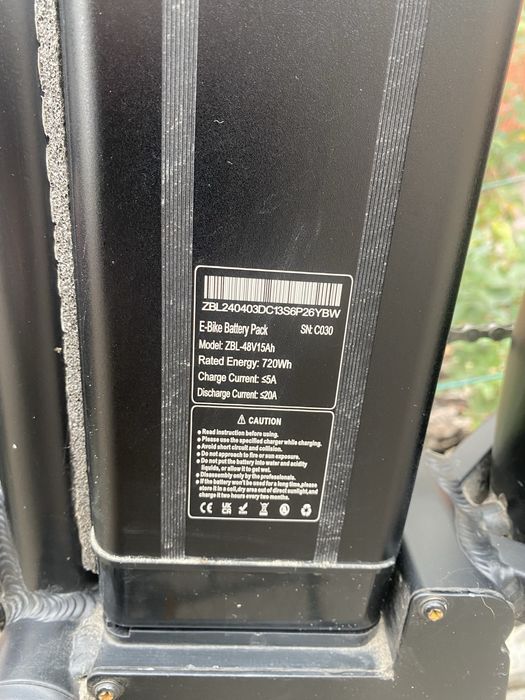 ZBL240403DC13S6P26YBW
E-Bike Battery Pack SN: C030
Model: ZBL-48V15Ah
Rated Energy: 720Wh
Charge Current: ≤5A
Discharge Current: ≤20A
CAUTION
● Read instruction before using.
● Please use the specified charger while charging.
● Avoid short circuit and collision.
● Do not approach to fire or sun exposure.
● Do not put the battery into water and acidity
liquids, or allow it to get wet.
● Disassembly only by the professionals.
● If the battery won't be used for a long time, please
store it in a cell, dry area out of direct sunlight, and
charge it two hours every two months.
CE UK CA